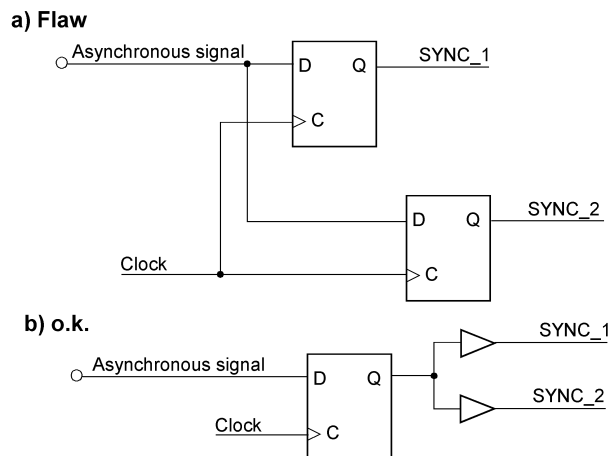 a) Flaw
Asynchronous signal
D Q
SYNC_1
C
D Q
SYNC_2
Clock
C
b) o.k.
Asynchronous signal
D Q
SYNC_1
Clock
C
SYNC_2